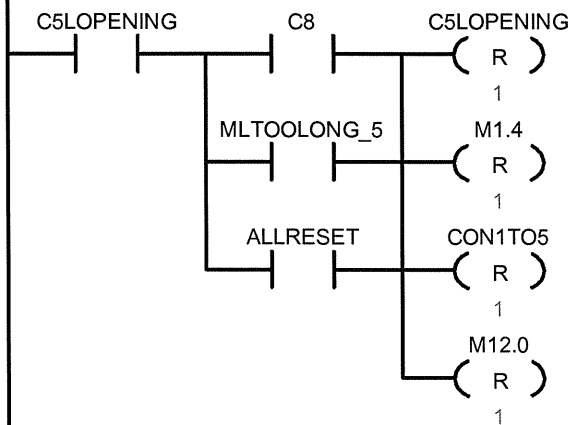 C5LOPENING C8 C5LOPENING
R
1
MLTOOLONG_5 M1.4
R
1
ALLRESET CON1TO5
R
1
M12.0
R
1